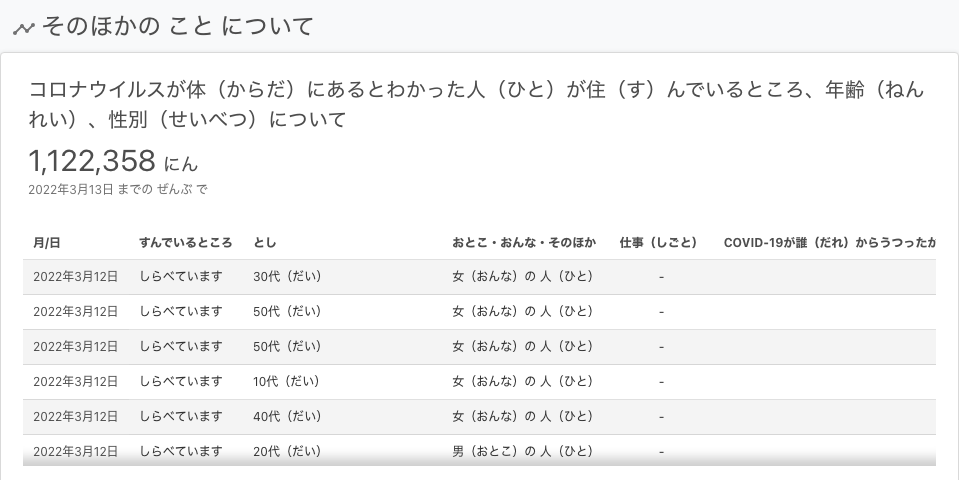 そのほかの こと について
コロナウイルスが体（からだ）にあるとわかった人（ひと）が住（す）んでいるところ、年齢（ねん
れい）、性別（せいべつ）について
1,122,358 にん
2022年3月13日 までの ぜんぶ で
月/日 すんでいるところ とし おとこ・おんな・そのほか 仕事（しごと） COVID-19が誰（だれ）からうつったか
2022年3月12日 しらべています 30代（だい） 女（おんな）の 人（ひと） -
2022年3月12日 しらべています 50代（だい） 女（おんな）の 人（ひと） -
2022年3月12日 しらべています 50代（だい） 女（おんな）の 人（ひと） -
2022年3月12日 しらべています 10代（だい） 女（おんな）の 人（ひと） -
2022年3月12日 しらべています 40代（だい） 女（おんな）の 人（ひと） -
2022年3月12日 しらべています 20代（だい） 男（おとこ）の 人（ひと） -